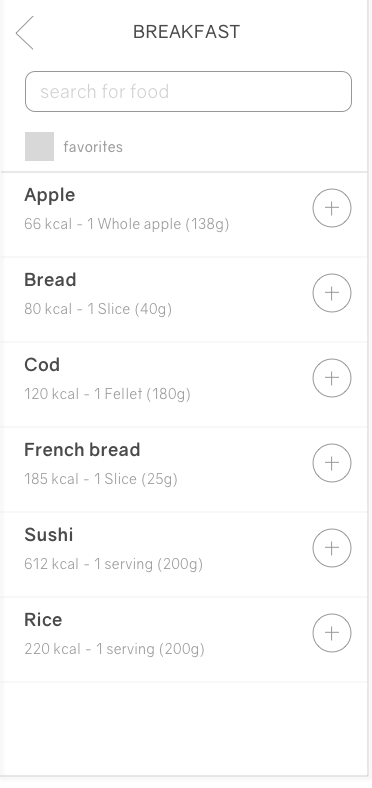 BREAKFAST
search for food
favorites
Apple
66 kcal - 1 Whole apple (138g)
Bread
80 kcal - 1 Slice (40g)
Cod
120 kcal - 1 Fellet (180g)
French bread
185 kcal - 1 Slice (25g)
Sushi
612 kcal - 1 serving (200g)
Rice
220 kcal - 1 serving (200g)